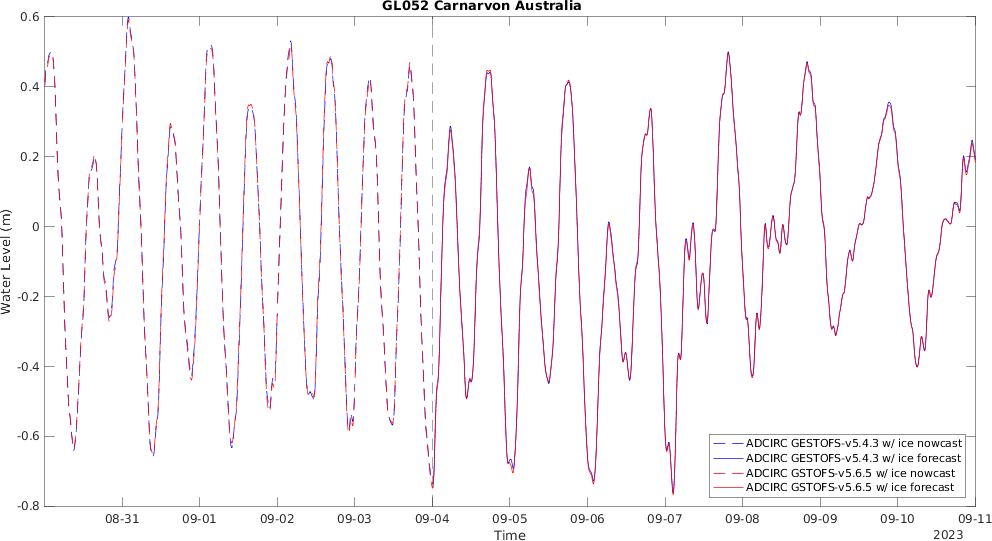 GL052 Carnarvon Australia
0.6
0.4
0.2
0
-0.2
-0.4
-0.6
-0.8
Water Level (m)
ADCIRC GESTOFS-v5.4.3 w/ ice nowcast
ADCIRC GESTOFS-v5.4.3 w/ ice forecast
ADCIRC GSTOFS-v5.6.5 w/ ice nowcast
ADCIRC GSTOFS-v5.6.5 w/ ice forecast
08-31 09-01 09-02 09-03 09-04 09-05 09-06 09-07 09-08 09-09 09-10 09-11
Time 2023